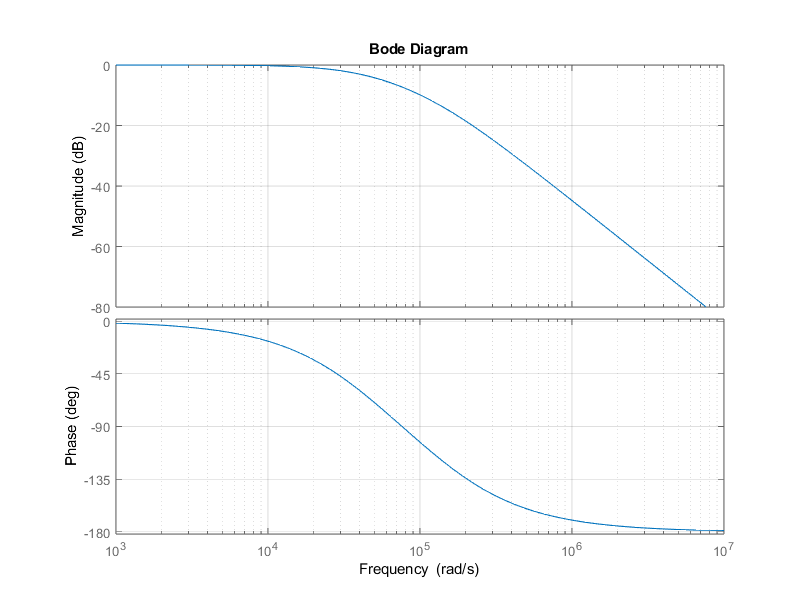 Bode Diagram
0
-20
-40
-60
-80
Magnitude (dB)
0
-45
-90
-135
-180
Phase (deg)
10^3 10^4 10^5 10^6 10^7
Frequency (rad/s)